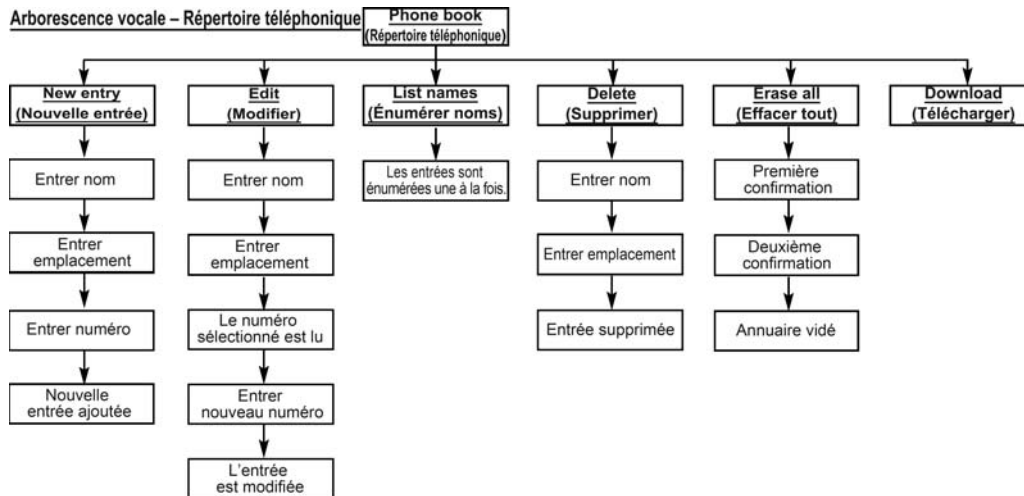 Arborescence vocale – Répertoire téléphonique
Phone book
(Répertoire téléphonique)
New entry
(Nouvelle entrée)
Entrer nom
Entrer
emplacement
Entrer numéro
Nouvelle
entrée ajoutée
Edit
(Modifier)
Entrer nom
Entrer
emplacement
Le numéro
sélectionné est lu
Entrer
nouveau numéro
L'entrée
est modifiée
List names
(Énumérer noms)
Les entrées sont
énumérées une à la fois.
Delete
(Supprimer)
Entrer nom
Entrer emplacement
Entrée supprimée
Erase all
(Effacer tout)
Première
confirmation
Deuxième
confirmation
Annuaire vidé
Download
(Télécharger)